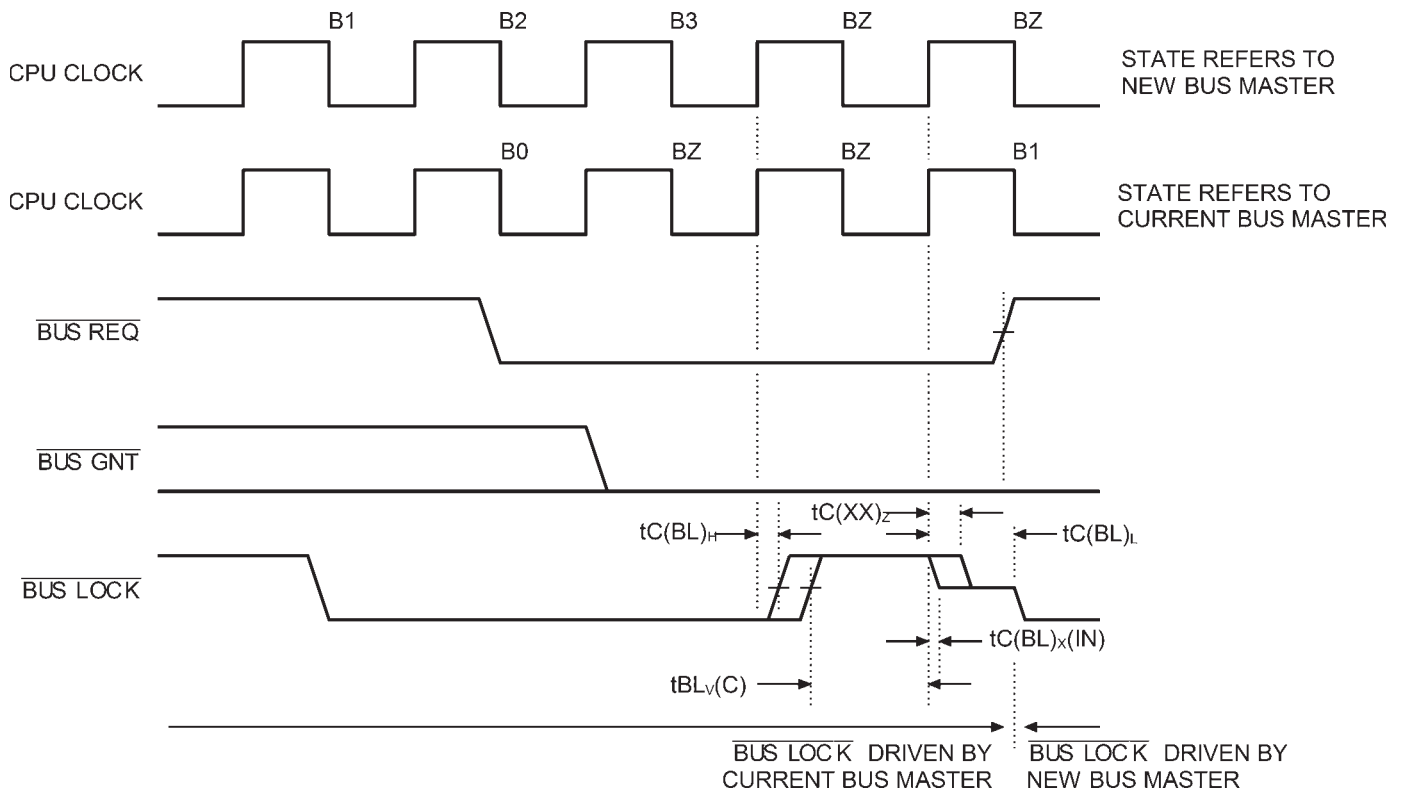 B1 B2 B3 BZ BZ
CPU CLOCK
STATE REFERS TO
NEW BUS MASTER
B0 BZ BZ B1
CPU CLOCK
STATE REFERS TO
CURRENT BUS MASTER
BUS REQ
BUS GNT
tC(XX)Z
tC(BL)H
tC(BL)L
BUS LOCK
tC(BL)X(IN)
tBLV(C)
BUS LOCK DRIVEN BY
CURRENT BUS MASTER
BUS LOCK DRIVEN BY
NEW BUS MASTER